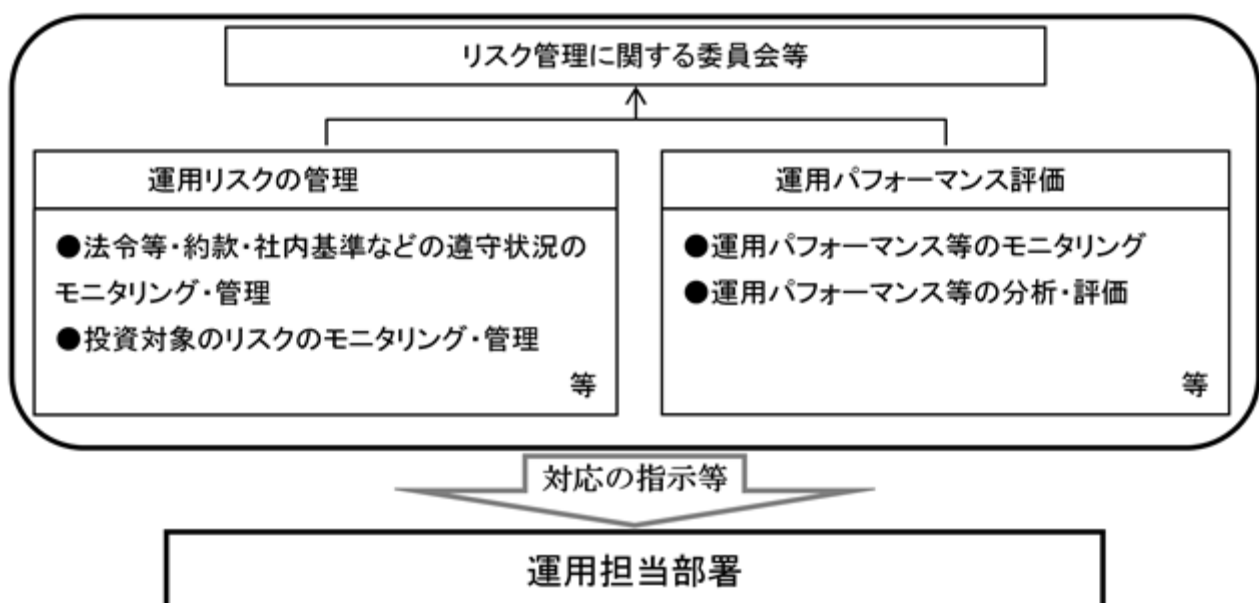 リスク管理に関する委員会等
運用リスクの管理
●法令等・約款・社内基準などの遵守状況の
モニタリング・管理
●投資対象のリスクのモニタリング・管理
等
運用パフォーマンス評価
●運用パフォーマンス等のモニタリング
●運用パフォーマンス等の分析・評価
等
対応の指示等
運用担当部署